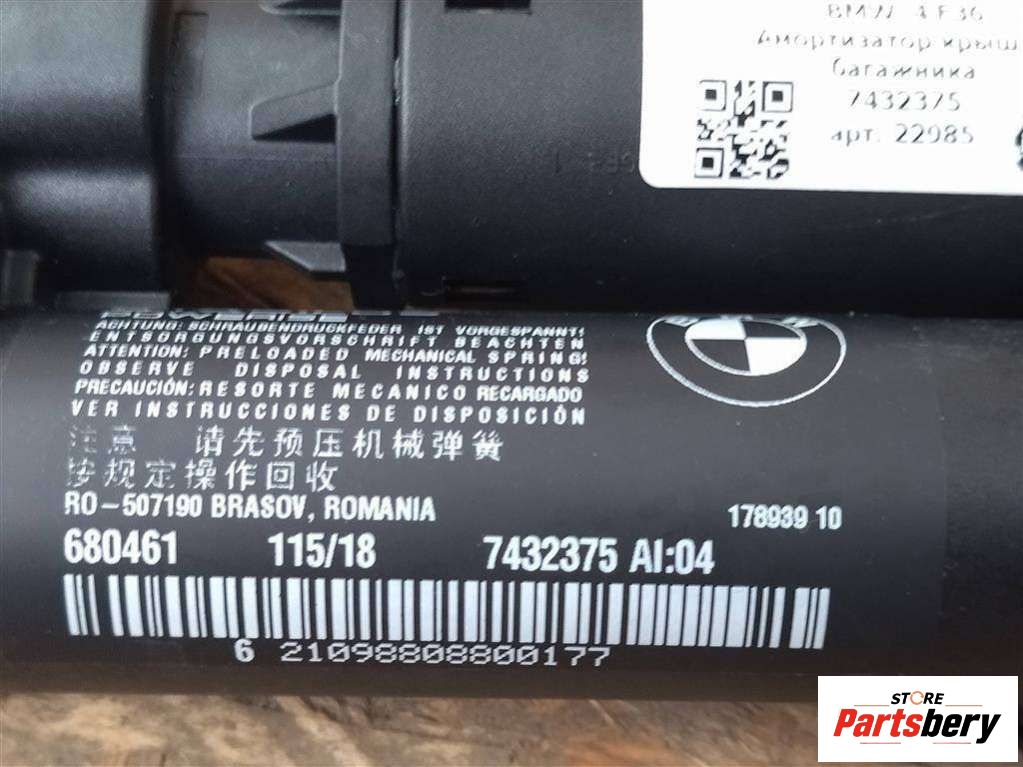 BMW 4 F36
Амортизатор крыш
багажника
7432375
арт. 22985
ACHTUNG: SCHRAUBENDRUCKFEDER IST VORGESPANNT!
ENTSORGUNGSVORSCHRIFT BEACHTEN
ATTENTION: PRELOADED MECHANICAL SPRING!
OBSERVE DISPOSAL INSTRUCTIONS
PRECAUCIÓN: RESORTE MECANICO RECARGADO
VER INSTRUCCIONES DE DISPOSICIÓN
注意 请先预压机械弹簧
按规定操作回收
RO-507190 BRASOV, ROMANIA
178939 10
680461 115/18 7432375 AI:04
6 21098808800177
STORE
Partsbery